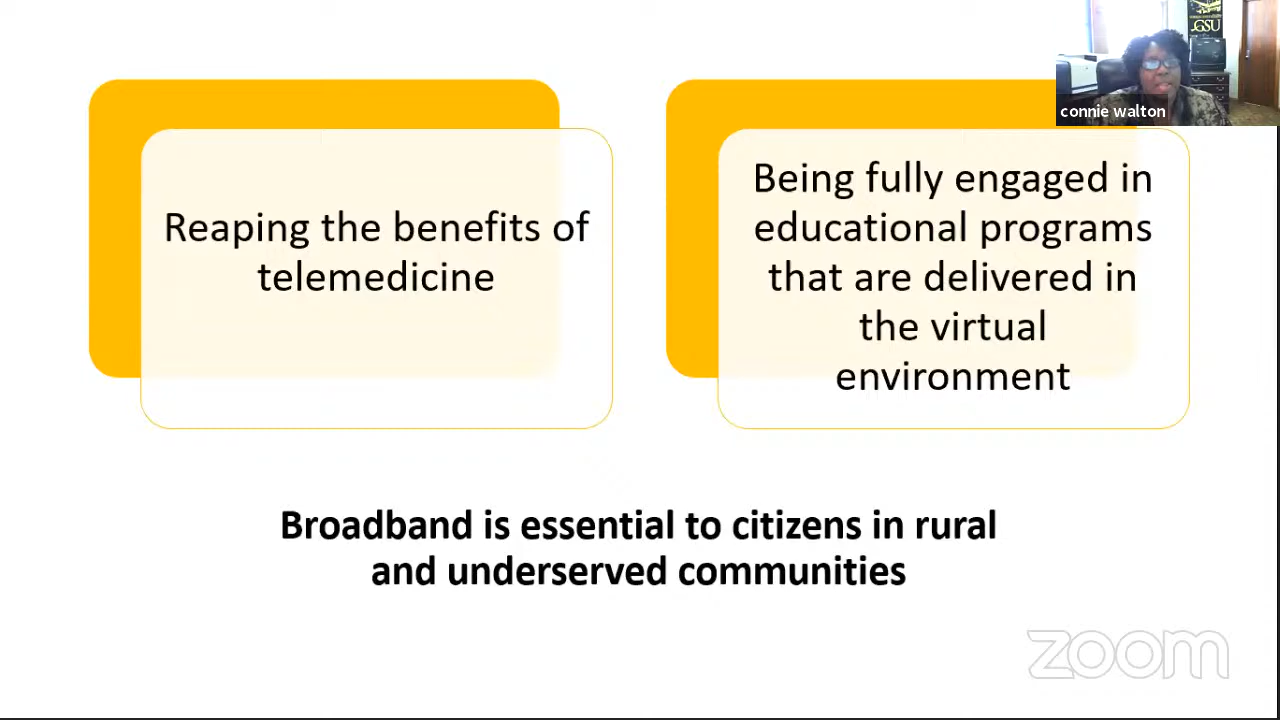 GSU
connie walton
Reaping the benefits of
telemedicine
Being fully engaged in
educational programs
that are delivered in
the virtual
environment
Broadband is essential to citizens in rural
and underserved communities
zoom